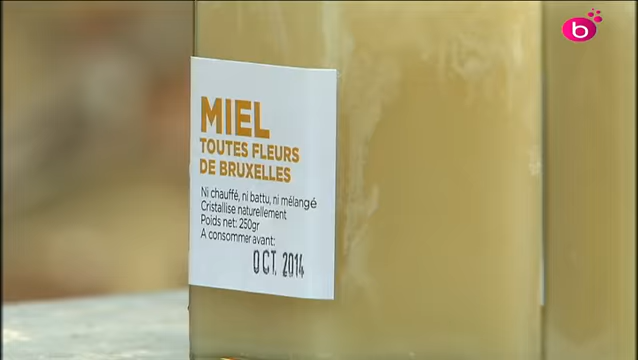 b
MIEL
TOUTES FLEURS
DE BRUXELLES
Ni chauffé, ni battu, ni mélangé
Cristallise naturellement
Poids net: 250gr
A consommer avant:
OCT. 2014